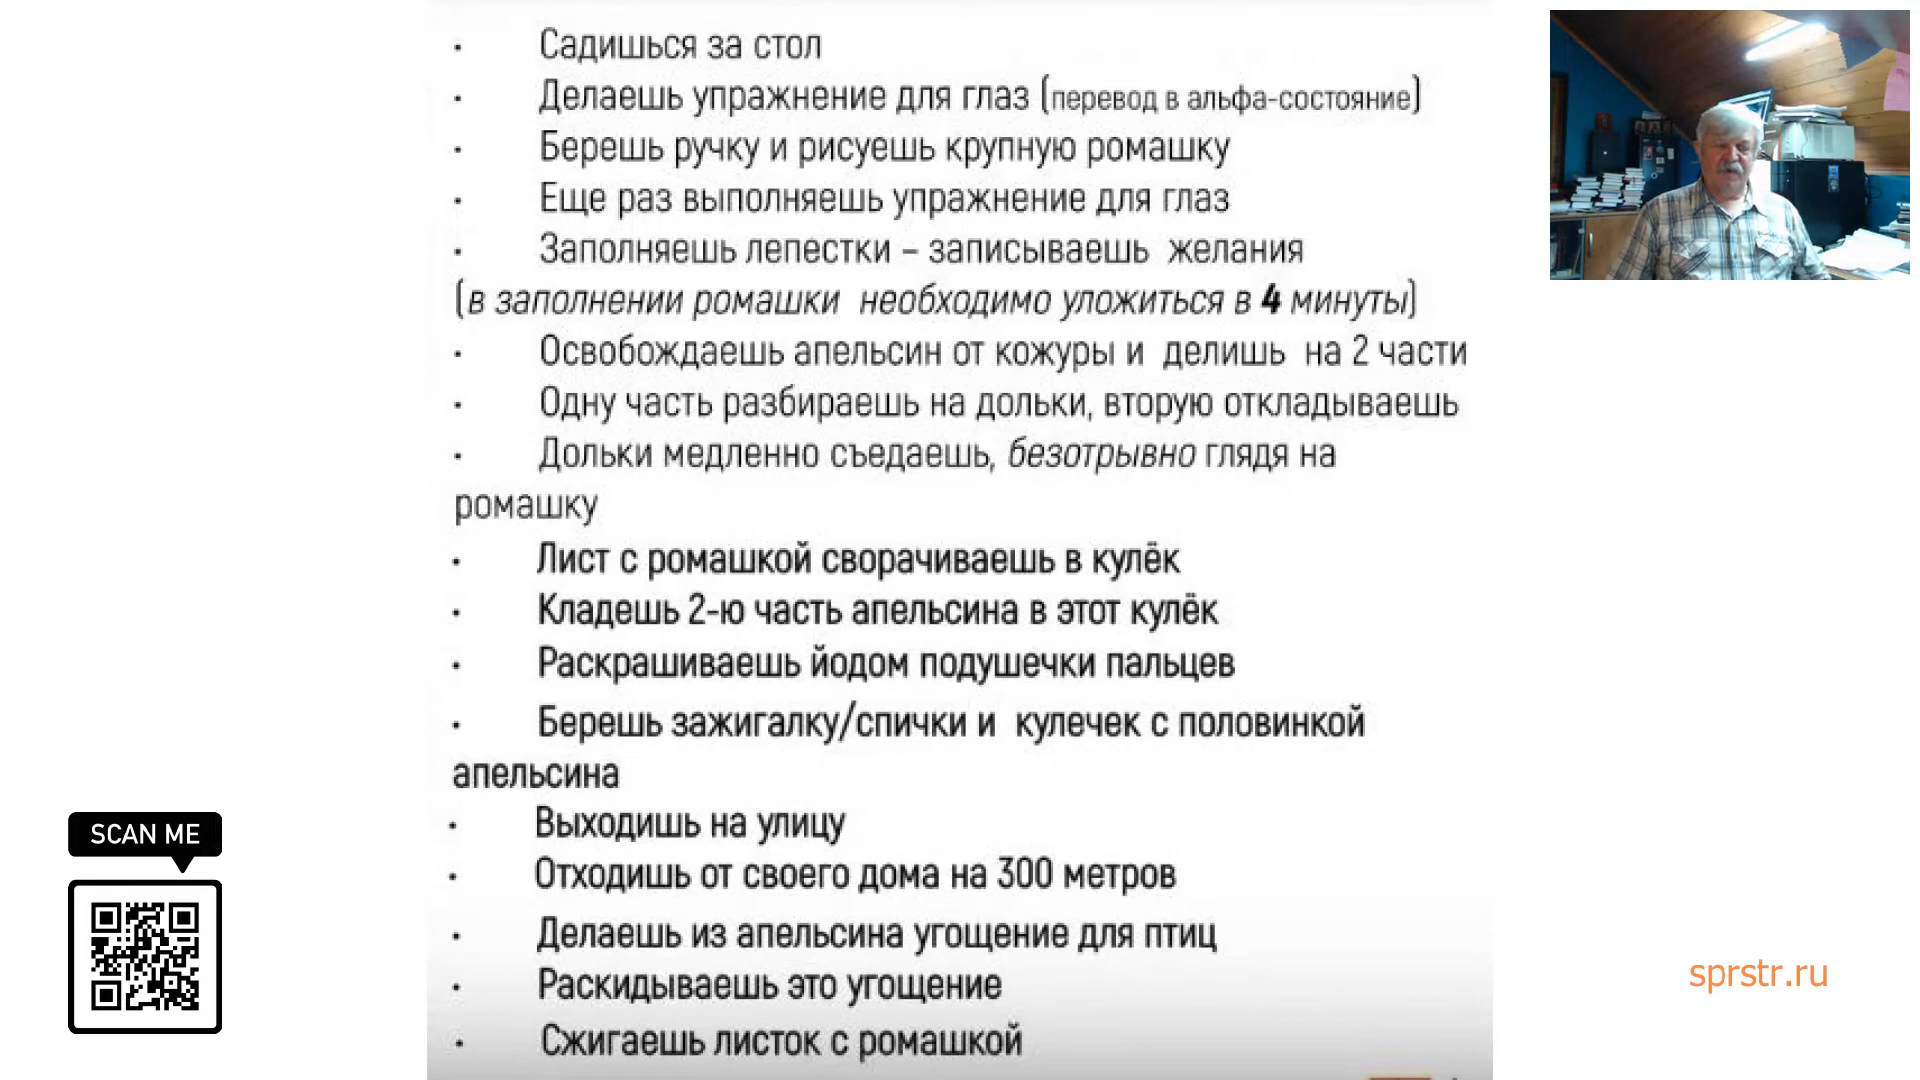 • Садишься за стол
• Делаешь упражнение для глаз (перевод в альфа-состояние)
• Берешь ручку и рисуешь крупную ромашку
• Еще раз выполняешь упражнение для глаз
• Заполняешь лепестки – записываешь желания
(в заполнении ромашки необходимо уложиться в 4 минуты)
• Освобождаешь апельсин от кожуры и делишь на 2 части
• Одну часть разбираешь на дольки, вторую откладываешь
• Дольки медленно съедаешь, безотрывно глядя на
ромашку
• Лист с ромашкой сворачиваешь в кулёк
• Кладешь 2-ю часть апельсина в этот кулёк
• Раскрашиваешь йодом подушечки пальцев
• Берешь зажигалку/спички и кулечек с половинкой
апельсина
• Выходишь на улицу
• Отходишь от своего дома на 300 метров
• Делаешь из апельсина угощение для птиц
• Раскидываешь это угощение
• Сжигаешь листок с ромашкой
SCAN ME
sprstr.ru